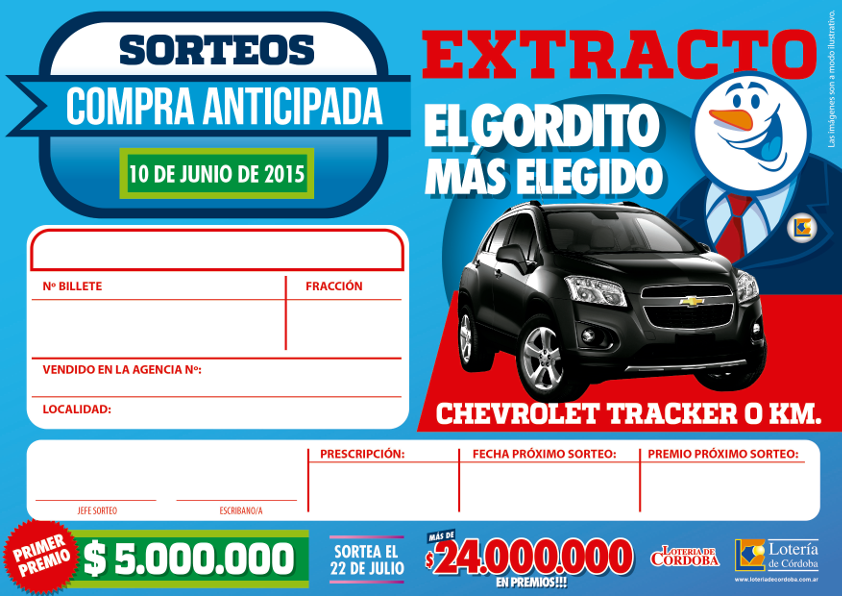 SORTEOS
COMPRA ANTICIPADA
10 DE JUNIO DE 2015
EXTRACTO
EL GORDITO
MÁS ELEGIDO
Las imágenes son a modo ilustrativo.
Nº BILLETE
FRACCIÓN
VENDIDO EN LA AGENCIA Nº:
LOCALIDAD:
CHEVROLET TRACKER 0 KM.
JEFE SORTEO
ESCRIBANO/A
PRESCRIPCIÓN:
FECHA PRÓXIMO SORTEO:
PREMIO PRÓXIMO SORTEO:
PRIMER
PREMIO
$ 5.000.000
SORTEA EL
22 DE JULIO
MÁS DE
$24.000.000
EN PREMIOS!!!
LOTERIA DE
CORDOBA
Lotería
de Córdoba
www.loteriadecordoba.com.ar